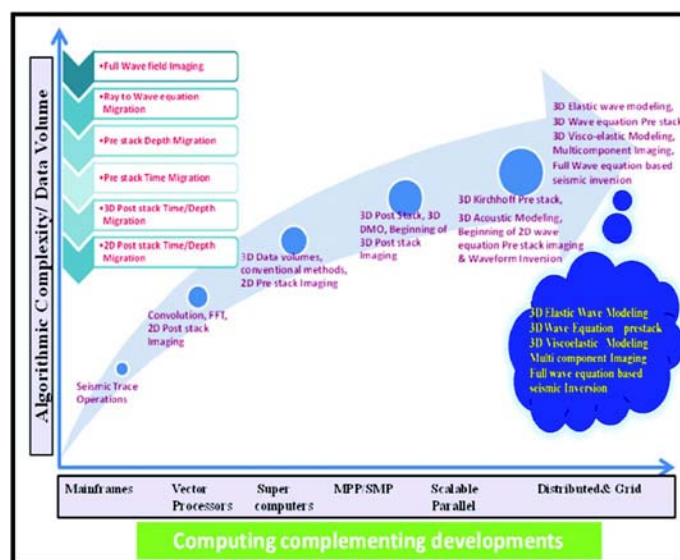 Algorithmic Complexity/ Data Volume
•Full Wave field Imaging
•Ray to Wave equation
Migration
•Pre stack Depth Migration
•Pre stack Time Migration
•3D Post stack Time/Depth
Migration
•2D Post stack Time/Depth
Migration
Seismic Trace
Operations
Convolution, FFT,
2D Post stack
Imaging
3D Data volumes,
conventional methods,
2D Pre stack Imaging
3D Post Stack, 3D
DMO, Beginning of
3D Post stack
Imaging
3D Kirchhoff Pre stack,
3D Acoustic Modeling,
Beginning of 2D wave
equation Pre stack imaging
& Waveform Inversion
3D Elastic wave modeling,
3D Wave equation Pre stack
3D Visco-elastic Modeling,
Multicomponent Imaging,
Full Wave equation based
seismic inversion
3D Elastic Wave Modeling
3D Wave Equation prestack
3D Viscoelastic Modeling
Multi component Imaging
Full wave equation based
seismic Inversion
Mainframes
Vector
Processors
Super
computers
MPP/SMP
Scalable
Parallel
Distributed& Grid
Computing complementing developments